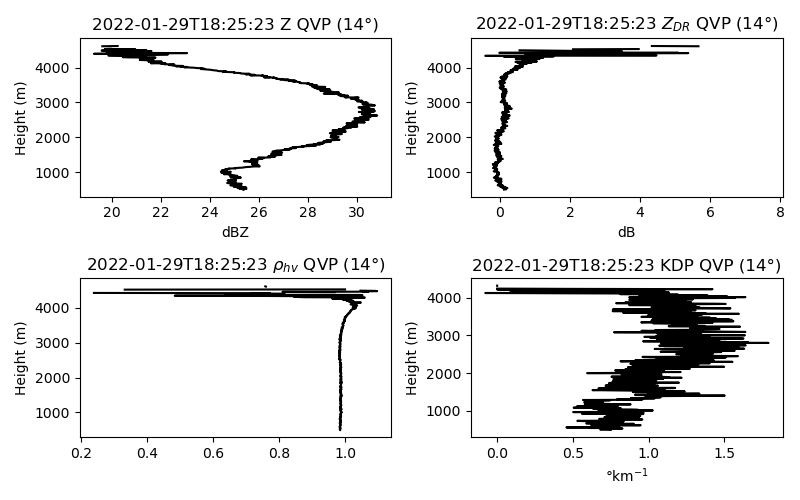 2022-01-29T18:25:23 Z QVP (14°)
Height (m)
4000
3000
2000
1000
20 22 24 26 28 30
dBZ
2022-01-29T18:25:23 Z_DR QVP (14°)
Height (m)
4000
3000
2000
1000
0 2 4 6 8
dB
2022-01-29T18:25:23 ρ_hv QVP (14°)
Height (m)
4000
3000
2000
1000
0.2 0.4 0.6 0.8 1.0
2022-01-29T18:25:23 KDP QVP (14°)
Height (m)
4000
3000
2000
1000
0.0 0.5 1.0 1.5
°km⁻¹